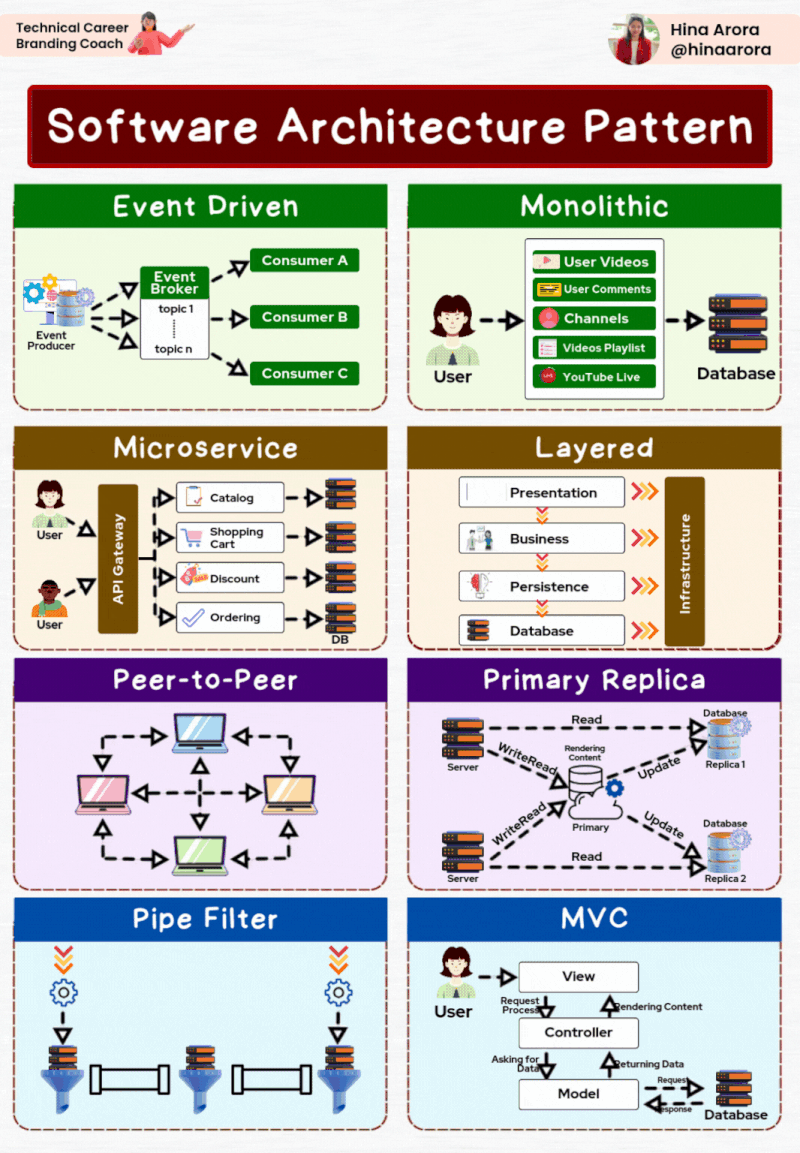 Technical Career
Branding Coach
Hina Arora
@hinaarora
Software Architecture Pattern
Event Driven
Event
Producer
Event
Broker
topic 1
topic n
Consumer A
Consumer B
Consumer C
Monolithic
User
User Videos
User Comments
Channels
Videos Playlist
YouTube Live
Database
Microservice
User
User
API Gateway
Catalog
Shopping
Cart
Discount
Ordering
DB
Layered
Presentation
Business
Persistence
Database
Infrastructure
Peer-to-Peer
Primary Replica
Server
Server
Read
WriteRead
WriteRead
Read
Rendering
Content
Primary
Update
Update
Database
Replica 1
Database
Replica 2
Pipe Filter
MVC
User
View
Request
Process
Rendering Content
Controller
Asking for
Data
Returning Data
Model
Request
Response
Database